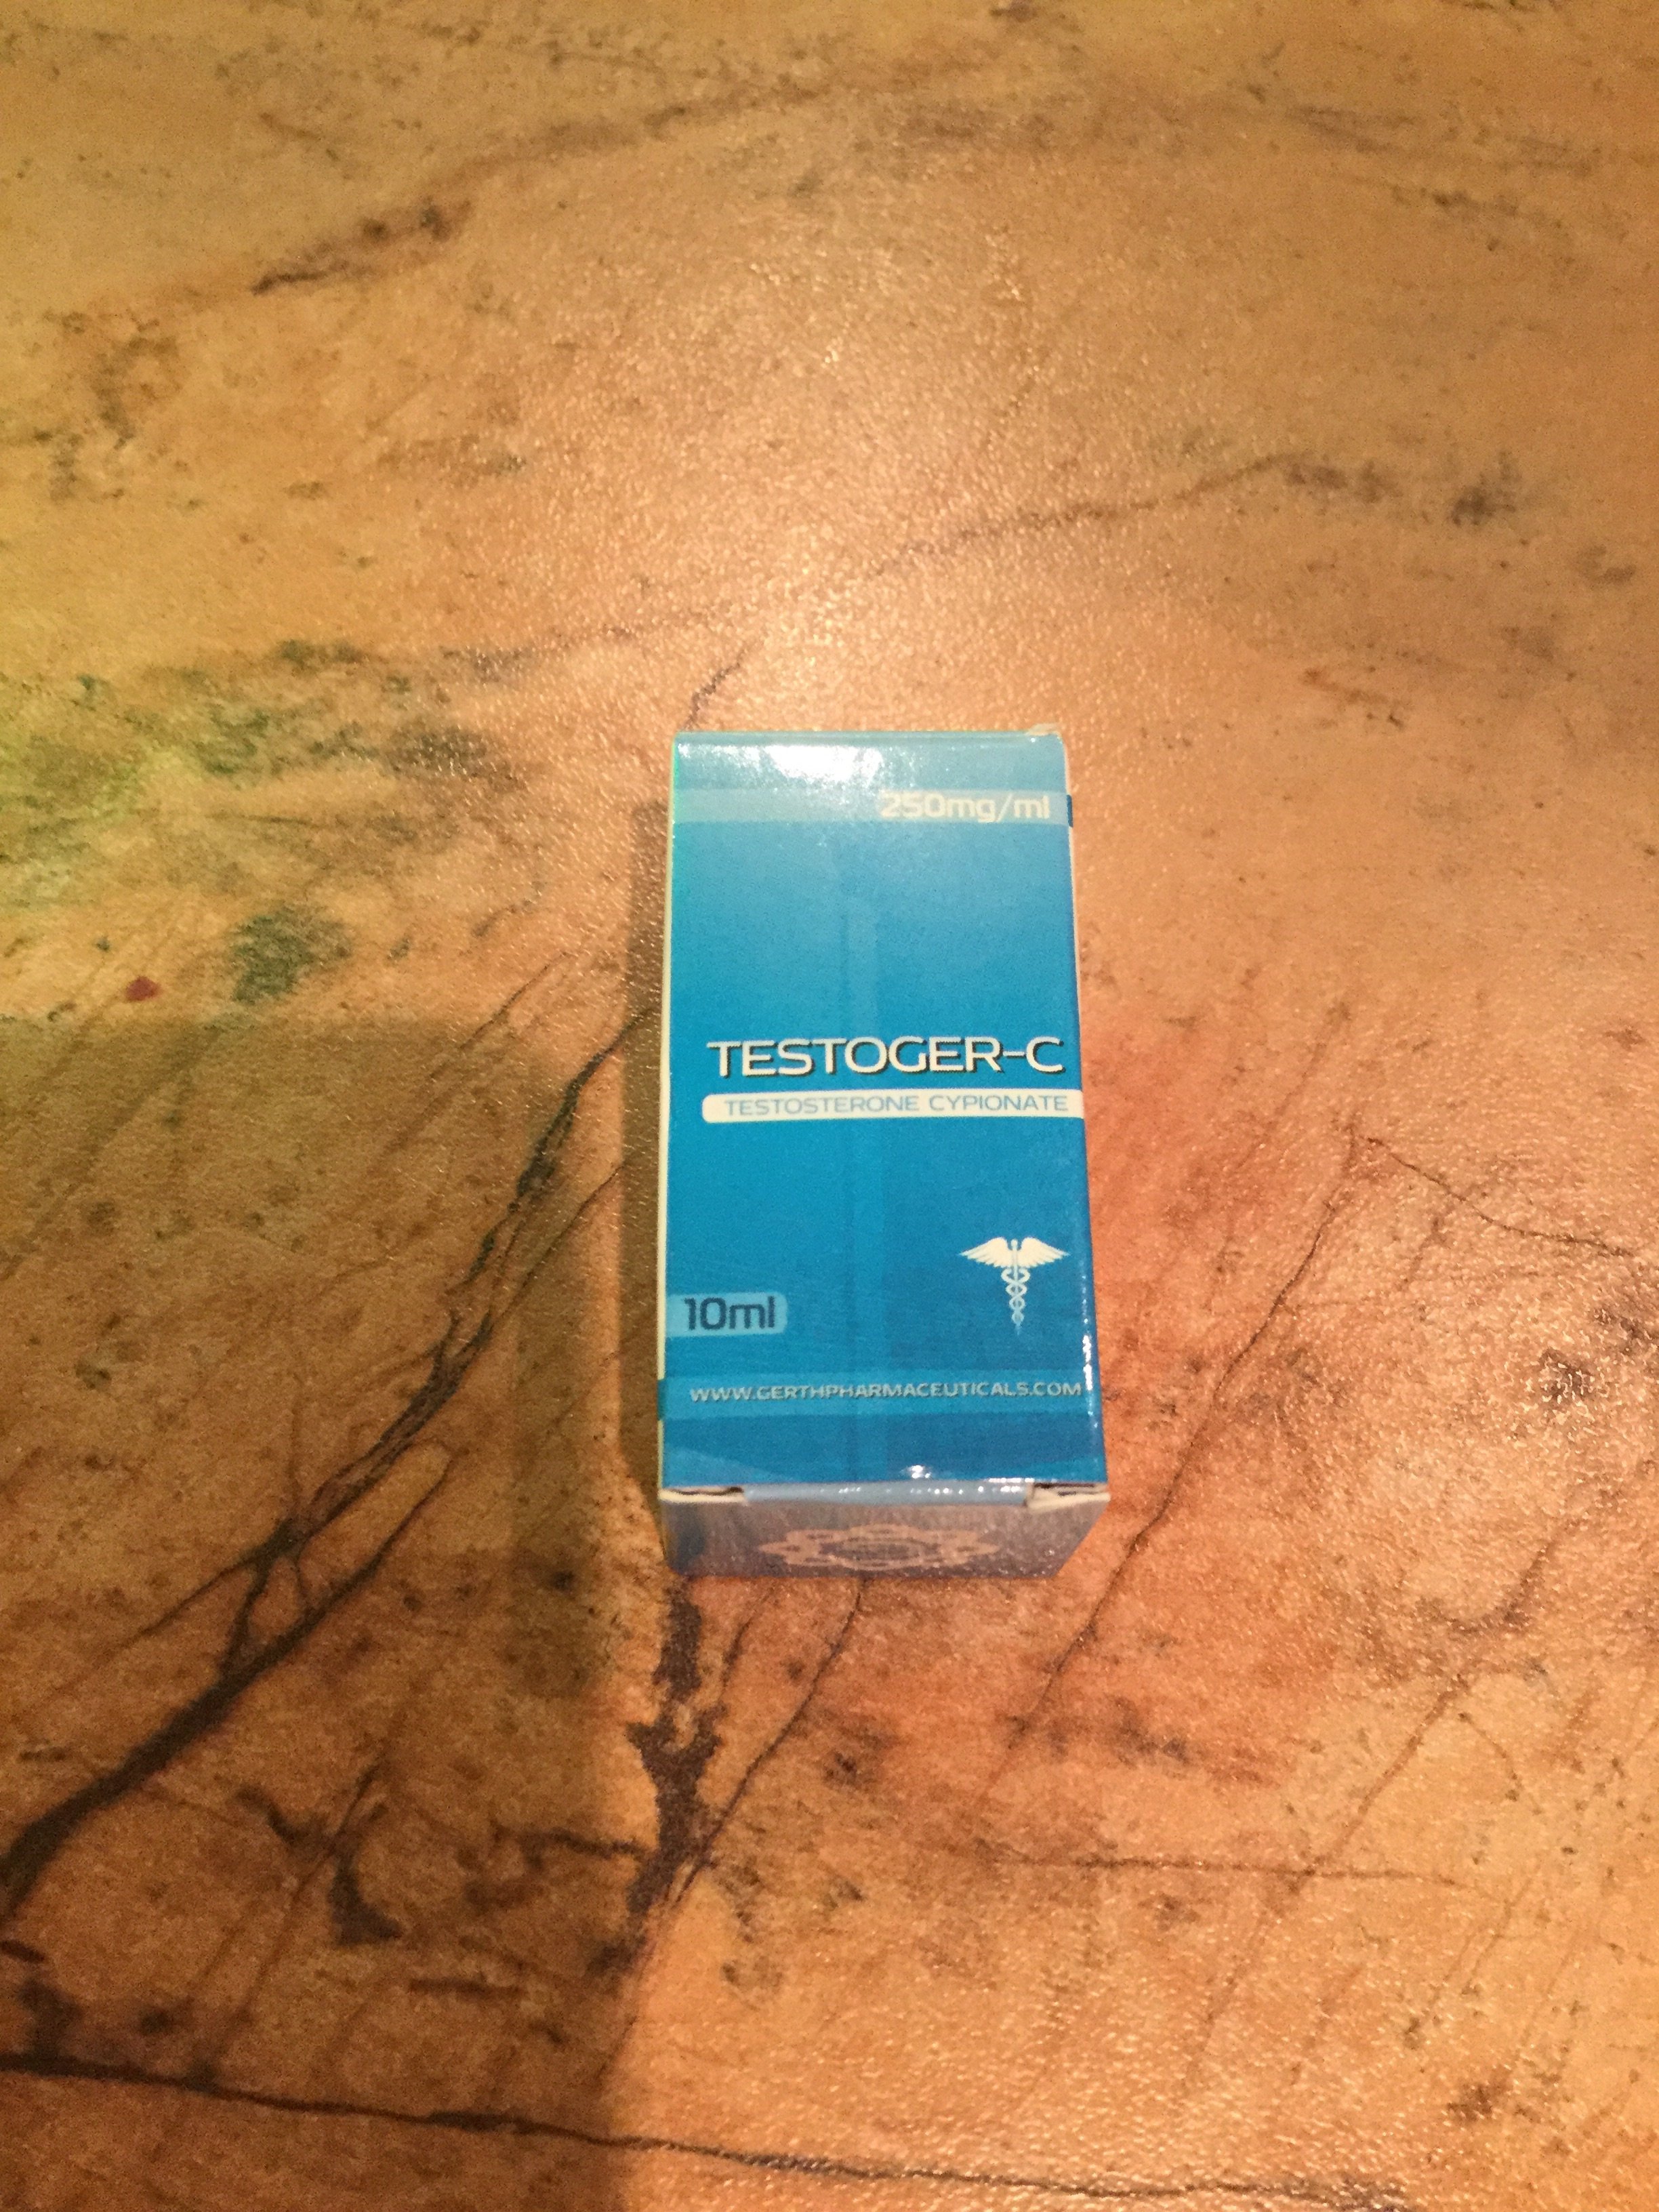 250mg/ml
TESTOGER-C
TESTOSTERONE CYPIONATE
10ml
WWW.GERTHPHARMACEUTICALS.COM